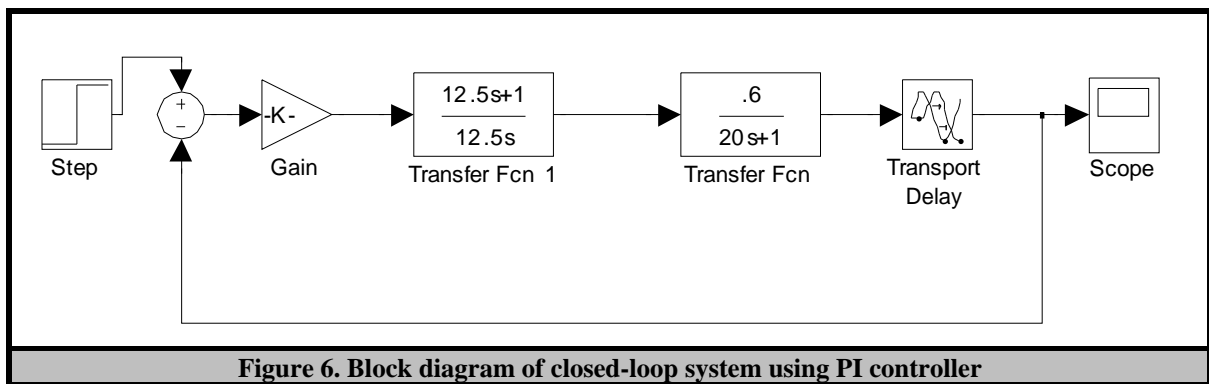 +
−
-K-
12.5s+1
12.5s
.6
20s+1
Step
Gain
Transfer Fcn 1
Transfer Fcn
Transport
Delay
Scope
Figure 6. Block diagram of closed-loop system using PI controller